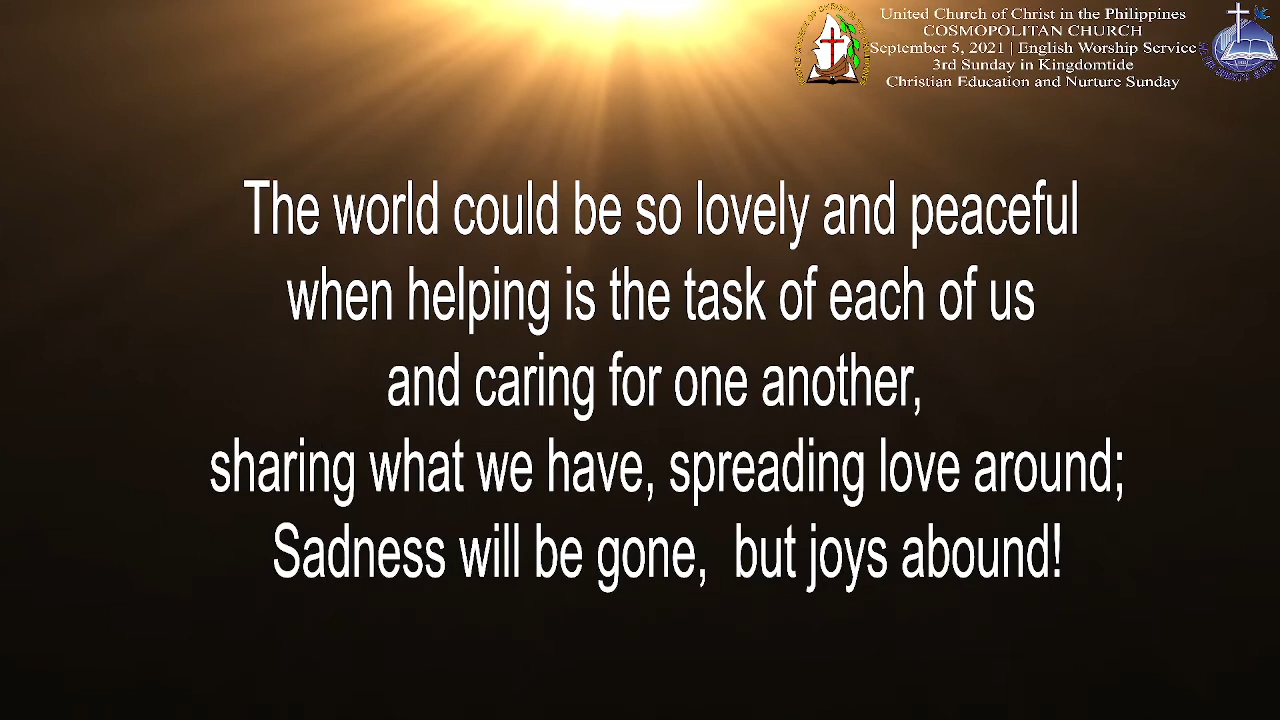 United Church of Christ in the Philippines
COSMOPOLITAN CHURCH
September 5, 2021 | English Worship Service
3rd Sunday in Kingdomtide
Christian Education and Nurture Sunday
The world could be so lovely and peaceful
when helping is the task of each of us
and caring for one another,
sharing what we have, spreading love around;
Sadness will be gone,  but joys abound!